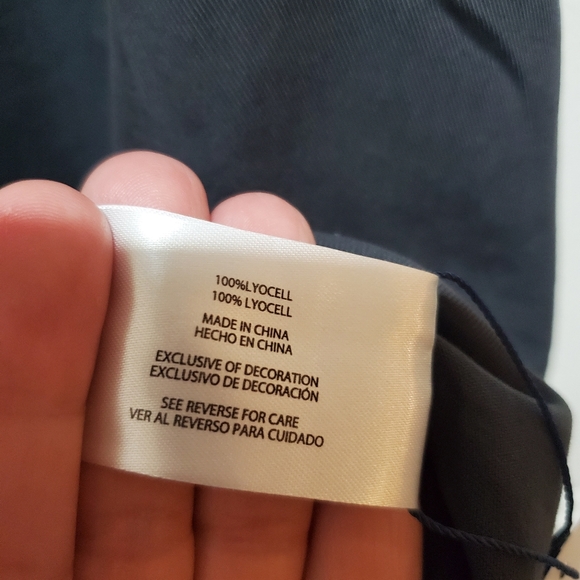 100%LYOCELL
100% LYOCELL
MADE IN CHINA
HECHO EN CHINA
EXCLUSIVE OF DECORATION
EXCLUSIVO DE DECORACIÓN
SEE REVERSE FOR CARE
VER AL REVERSO PARA CUIDADO